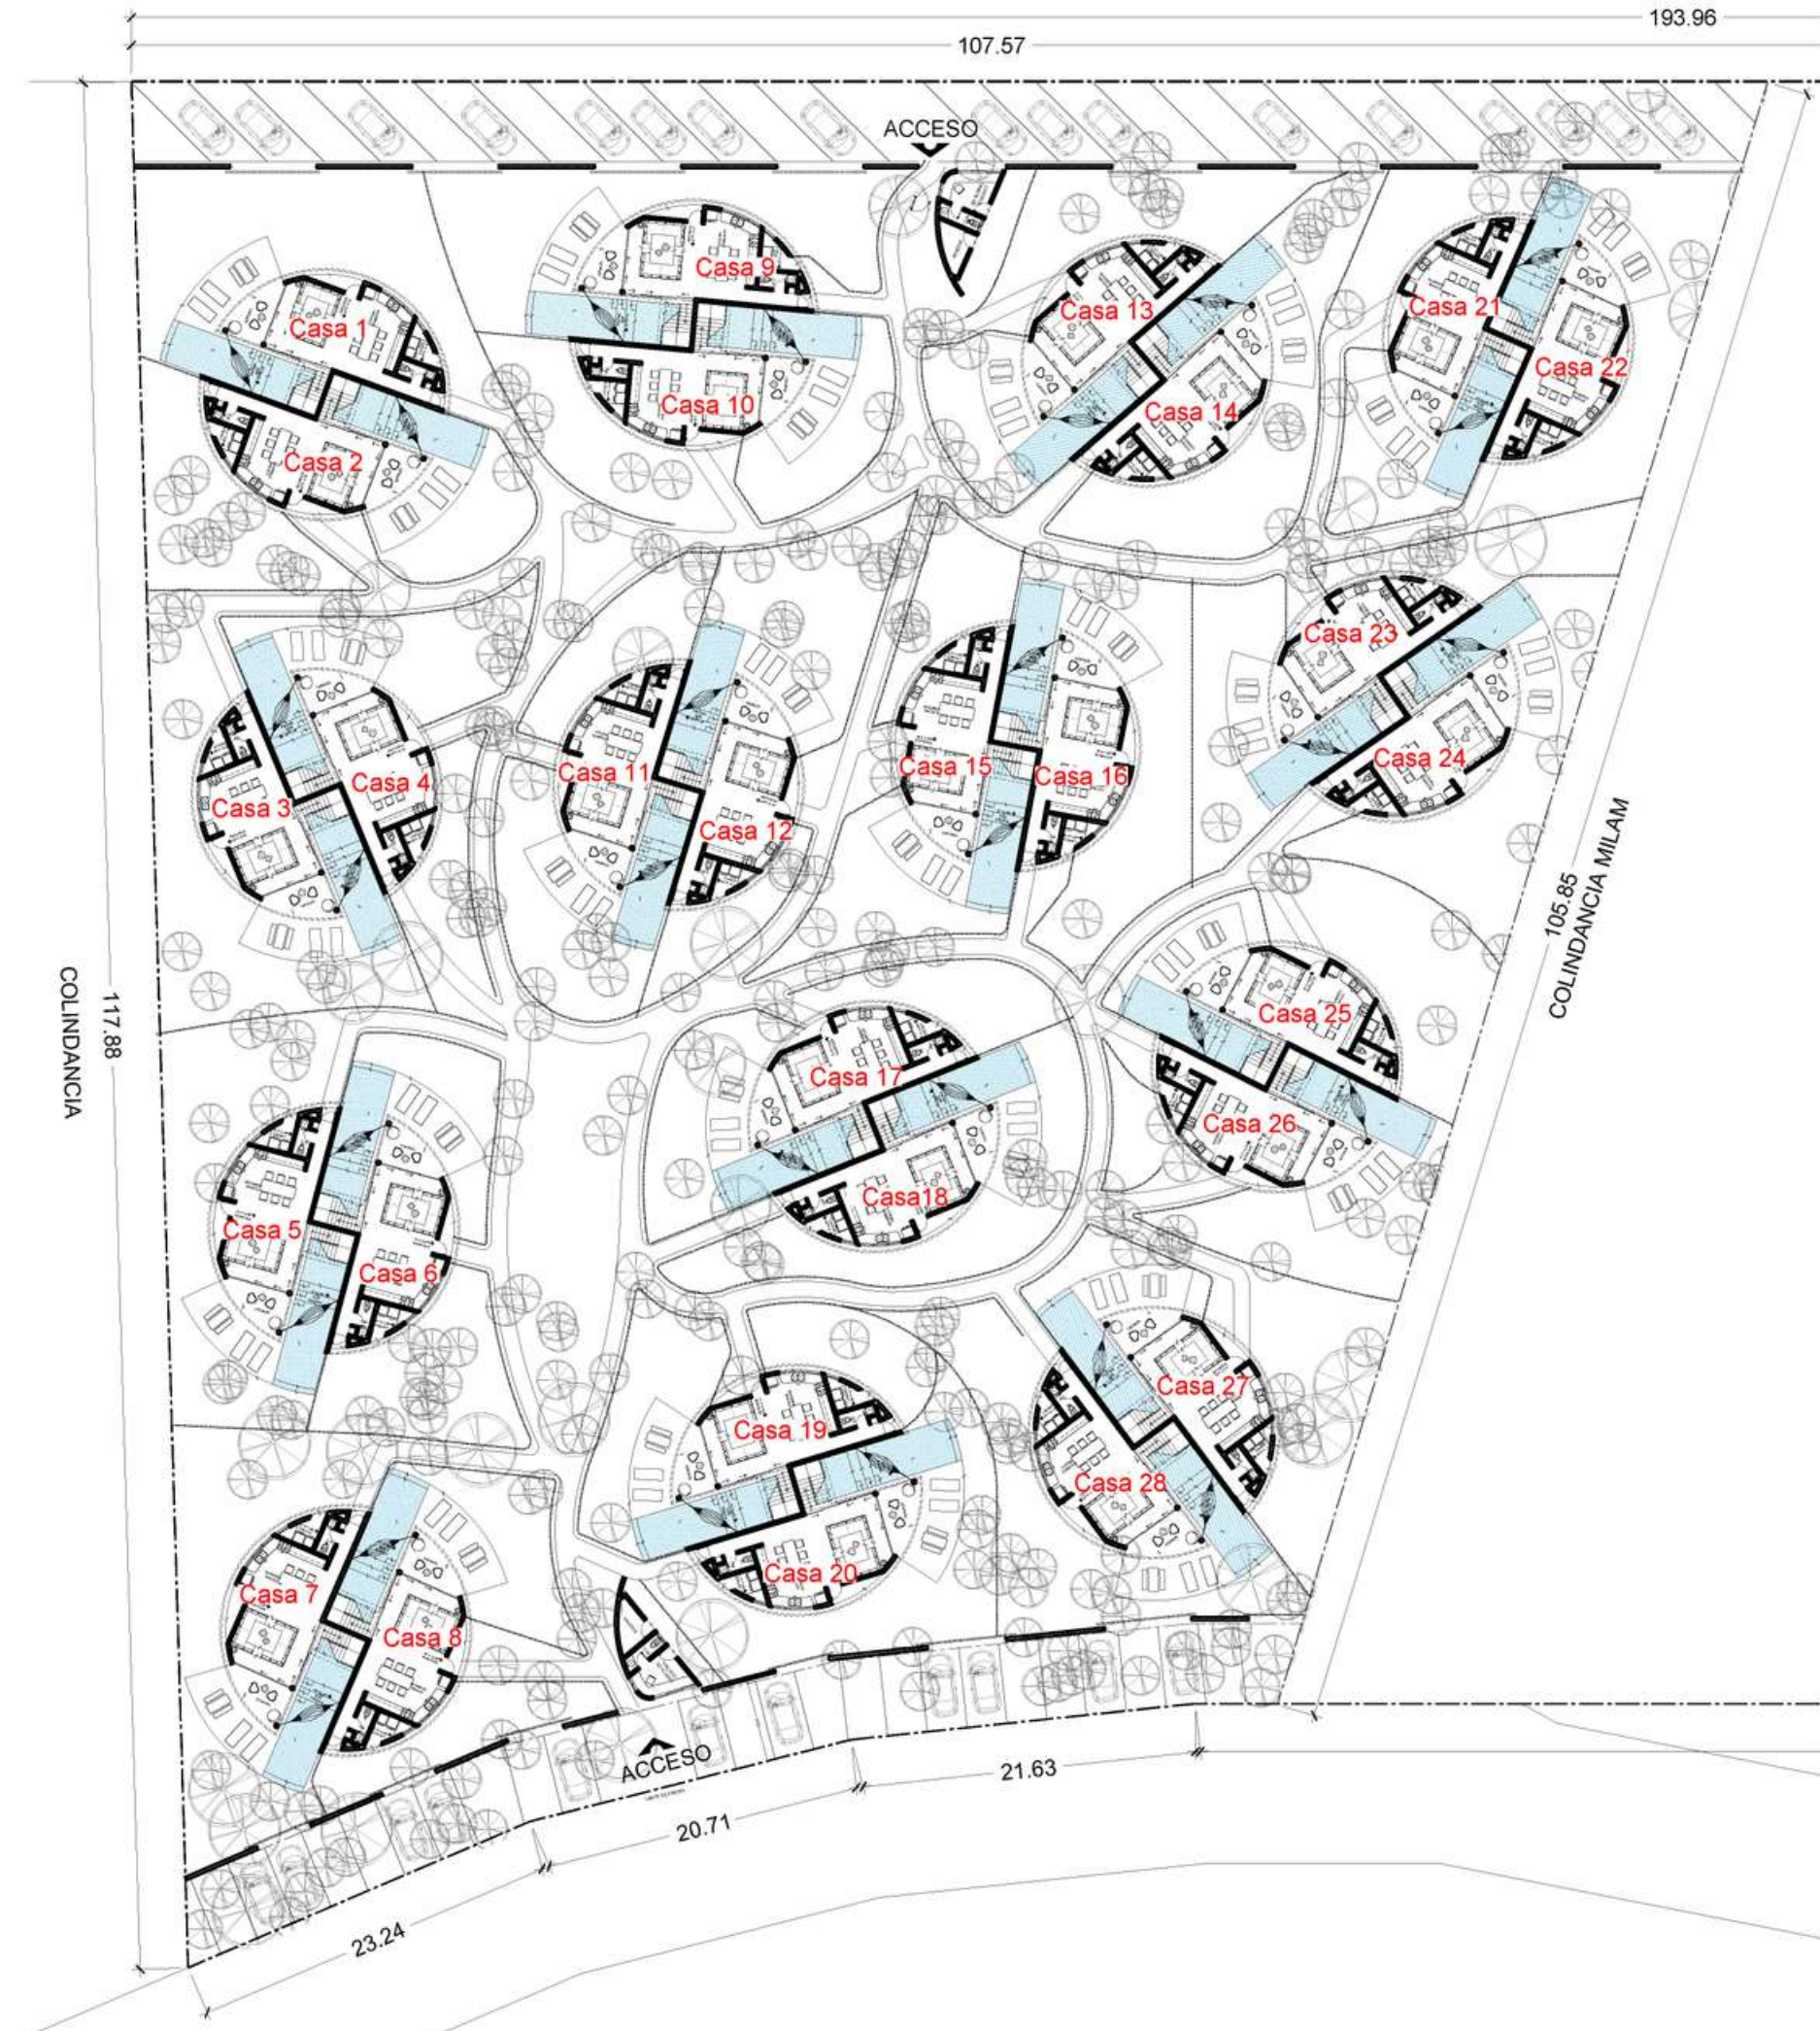 193.96
107.57
ACCESO
Casa 1
Casa 2
Casa 9
Casa 10
Casa 13
Casa 14
Casa 21
Casa 22
Casa 3
Casa 4
Casa 11
Casa 12
Casa 15
Casa 16
Casa 23
Casa 24
105.85
COLINDANCIA MILAM
117.88
COLINDANCIA
Casa 5
Casa 6
Casa 17
Casa18
Casa 25
Casa 26
Casa 7
Casa 8
Casa 19
Casa 20
Casa 27
Casa 28
ACCESO
23.24
20.71
21.63